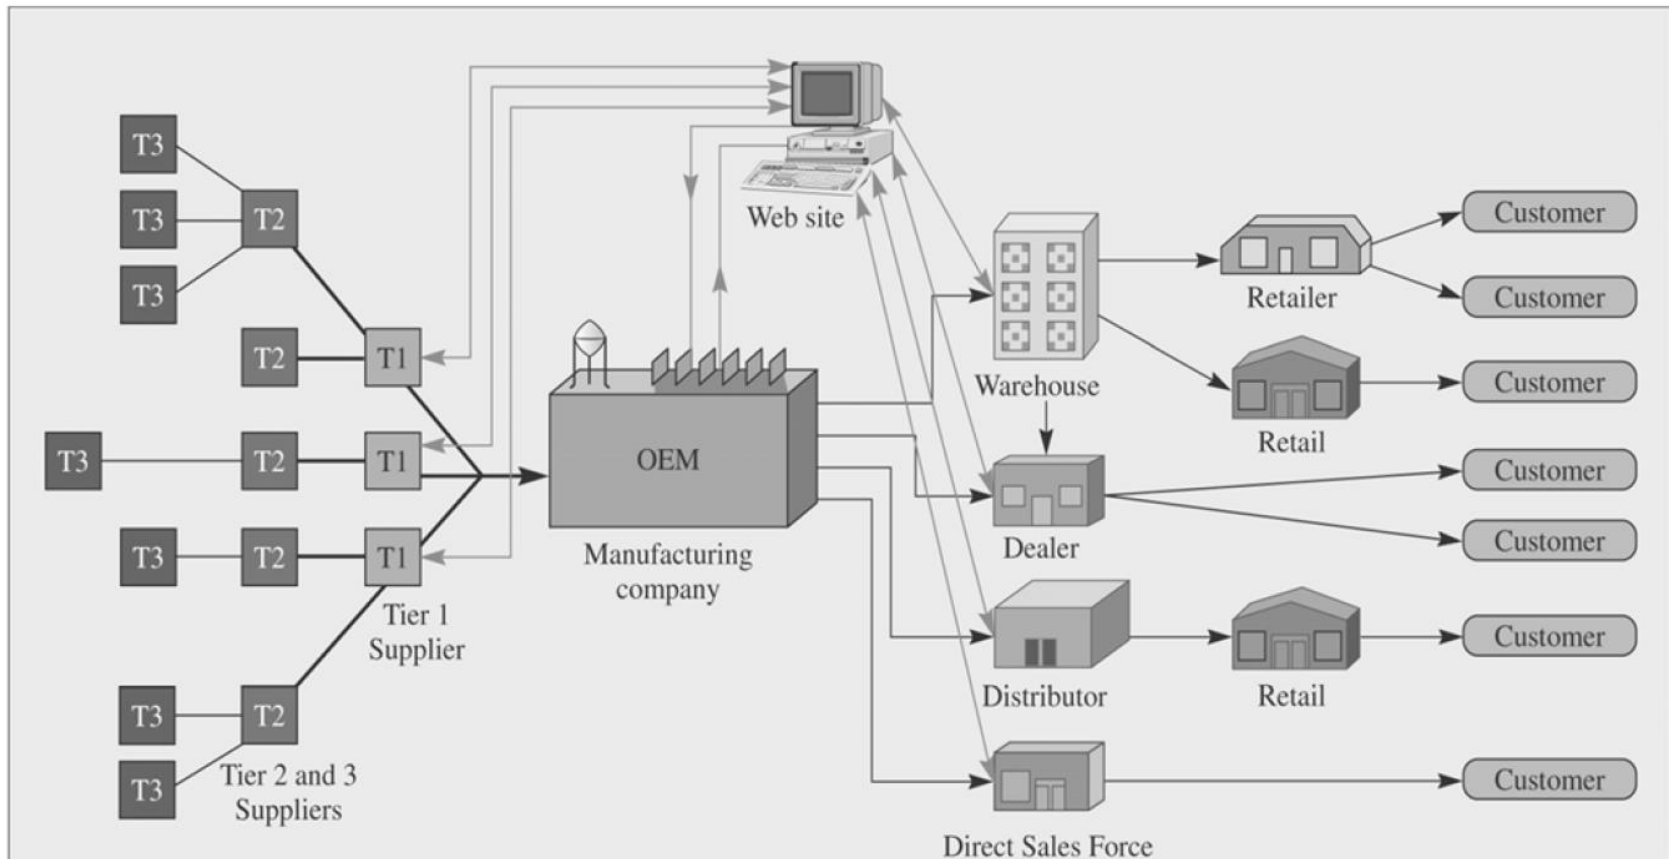 Web site
T3
T2
T3
T3
T2
T1
T3
T2
T1
T3
T2
T1
Tier 1
Supplier
T3
T2
T3
Tier 2 and 3
Suppliers
OEM
Manufacturing
company
Warehouse
Dealer
Distributor
Direct Sales Force
Retailer
Retail
Retail
Customer
Customer
Customer
Customer
Customer
Customer
Customer